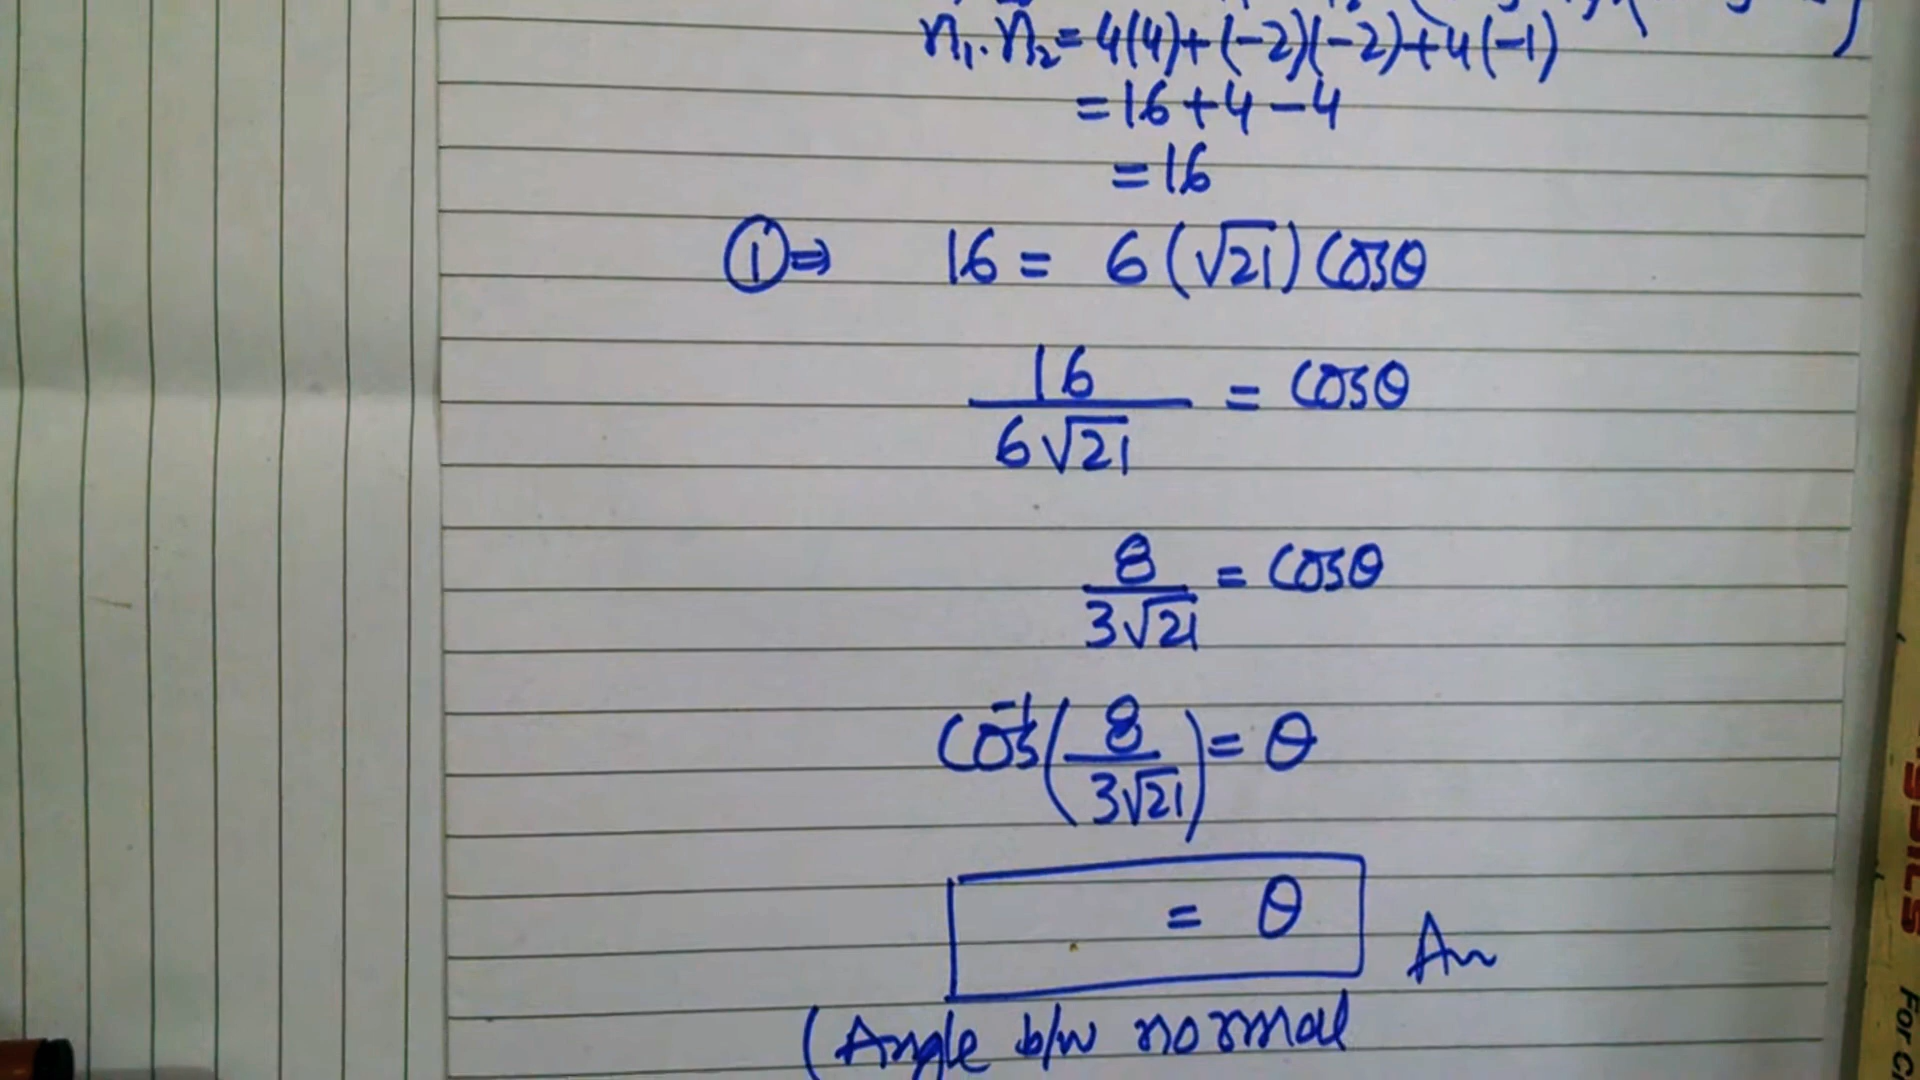 n₁.n₂ = 4(4)+(-2)(-2)+4(-1)
= 16+4-4
= 16
① ⇒ 16 = 6(√21) cosθ
16/6√21 = cosθ
8/3√21 = cosθ
cos⁻¹(8/3√21) = θ
= θ An
(Angle b/w normal
For